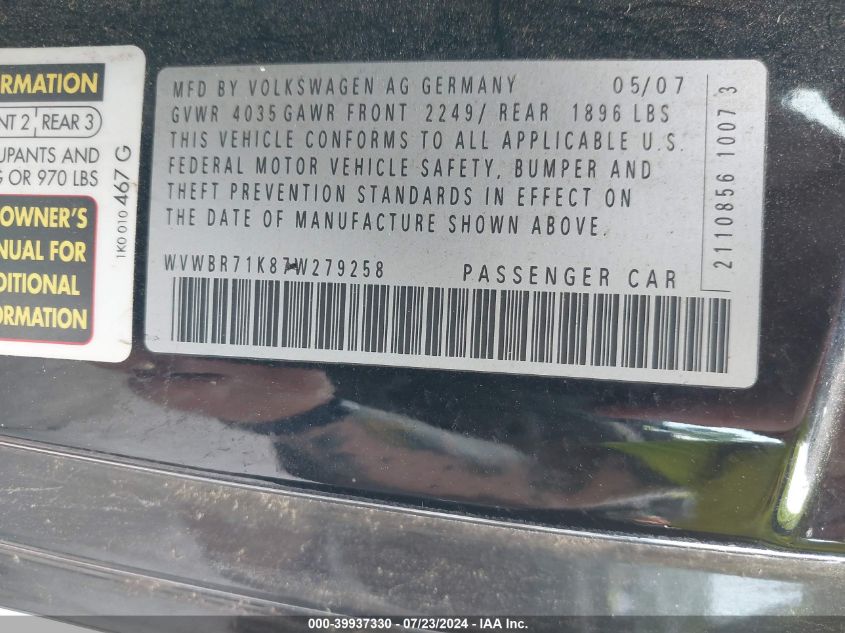 ORMATION
NT 2 REAR 3
UPANTS AND
G OR 970 LBS
OWNER'S
NUAL FOR
DITIONAL
ORMATION
1K0 010 467 G
MFD BY VOLKSWAGEN AG GERMANY 05/07
GVWR 4035 GAWR FRONT 2249/ REAR 1896 LBS
THIS VEHICLE CONFORMS TO ALL APPLICABLE U.S.
FEDERAL MOTOR VEHICLE SAFETY, BUMPER AND
THEFT PREVENTION STANDARDS IN EFFECT ON
THE DATE OF MANUFACTURE SHOWN ABOVE.
WVWBR71K87W279258 PASSENGER CAR
2110856 1007 3
000-39937330 - 07/23/2024 - © IAA, Inc.